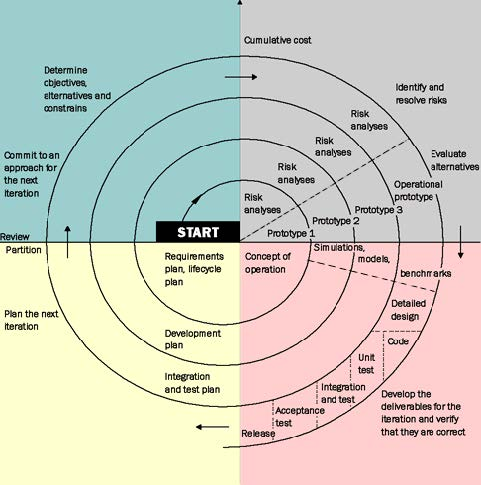 Cumulative cost
Determine
objectives,
alternatives and
constrains
Identify and
resolve risks
Risk
analyses
Risk
analyses
Risk
analyses
Risk
analyses
Commit to an
approach for
the next
iteration
Evaluate
alternatives
Operational
prototype
Prototype 3
Prototype 2
Prototype 1
START
Review
Partition
Requirements
plan, lifecycle
plan
Concept of
operation
Simulations,
models,
benchmarks
Plan the next
iteration
Development
plan
Integration
and test plan
Detailed
design
Code
Unit
test
Integration
and test
Acceptance
test
Release
Develop the
deliverables for the
iteration and verify
that they are correct